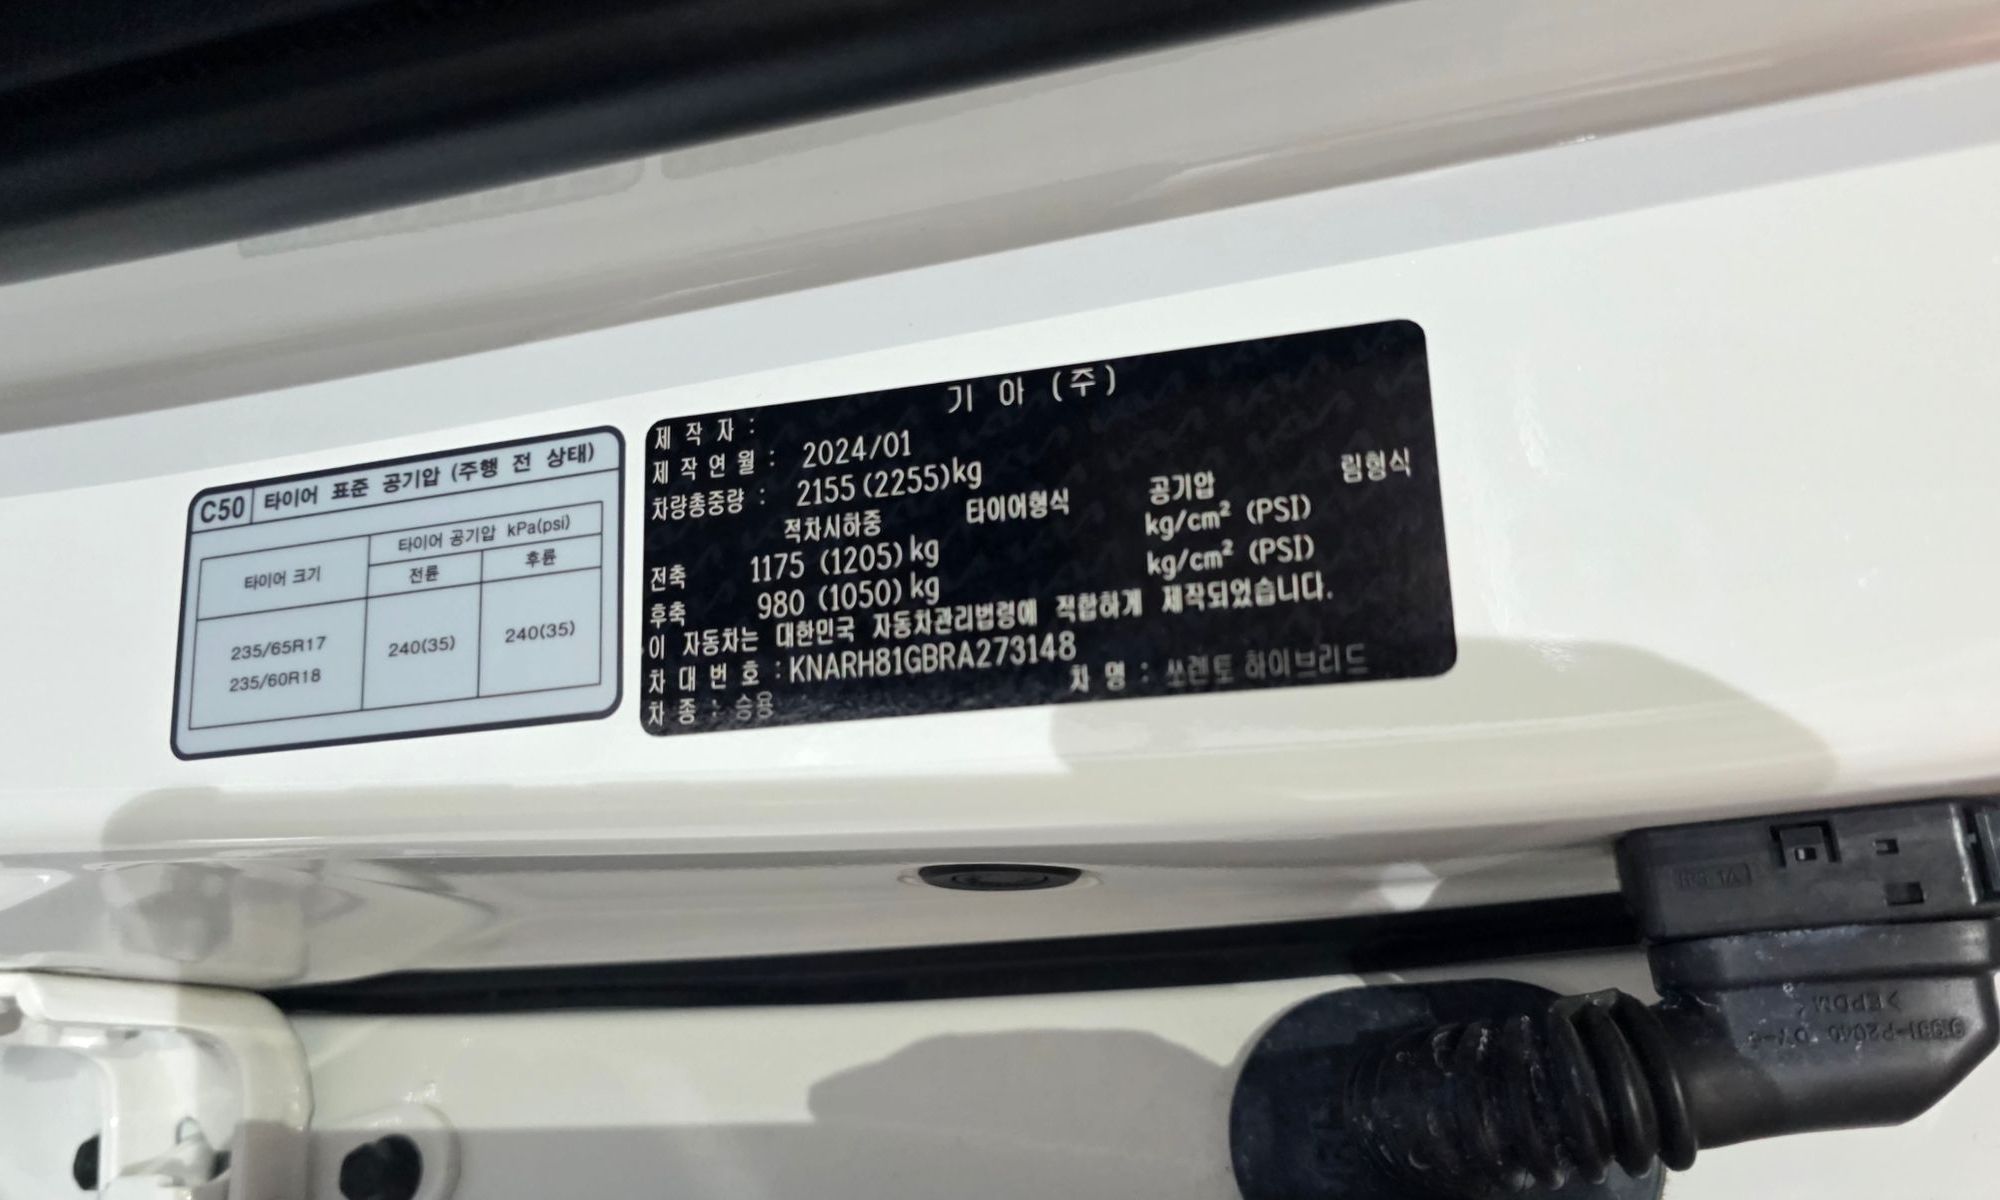 C50 타이어 표준 공기압 (주행 전 상태)
타이어 크기
타이어 공기압 kPa(psi)
전륜 후륜
235/65R17
235/60R18
240(35) 240(35)
제작자 : 기아(주)
제작연월 : 2024/01
차량총중량 : 2155(2255)kg
적차시하중 타이어형식 공기압 림형식
전축 1175 (1205)kg kg/cm² (PSI)
후축 980 (1050)kg kg/cm² (PSI)
이 자동차는 대한민국 자동차관리법령에 적합하게 제작되었습니다.
차대번호 : KNARH81GBRA273148
차종 : 승용 차명 : 쏘렌토 하이브리드
>EPDM<